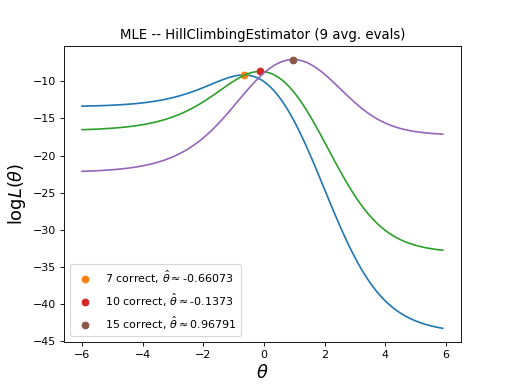 MLE -- HillClimbingEstimator (9 avg. evals)
logL(θ)
−10
−15
−20
−25
−30
−35
−40
−45
7 correct, θ̂ ≈ -0.66073
10 correct, θ̂ ≈ -0.1373
15 correct, θ̂ ≈ 0.96791
−6 −4 −2 0 2 4 6
θ